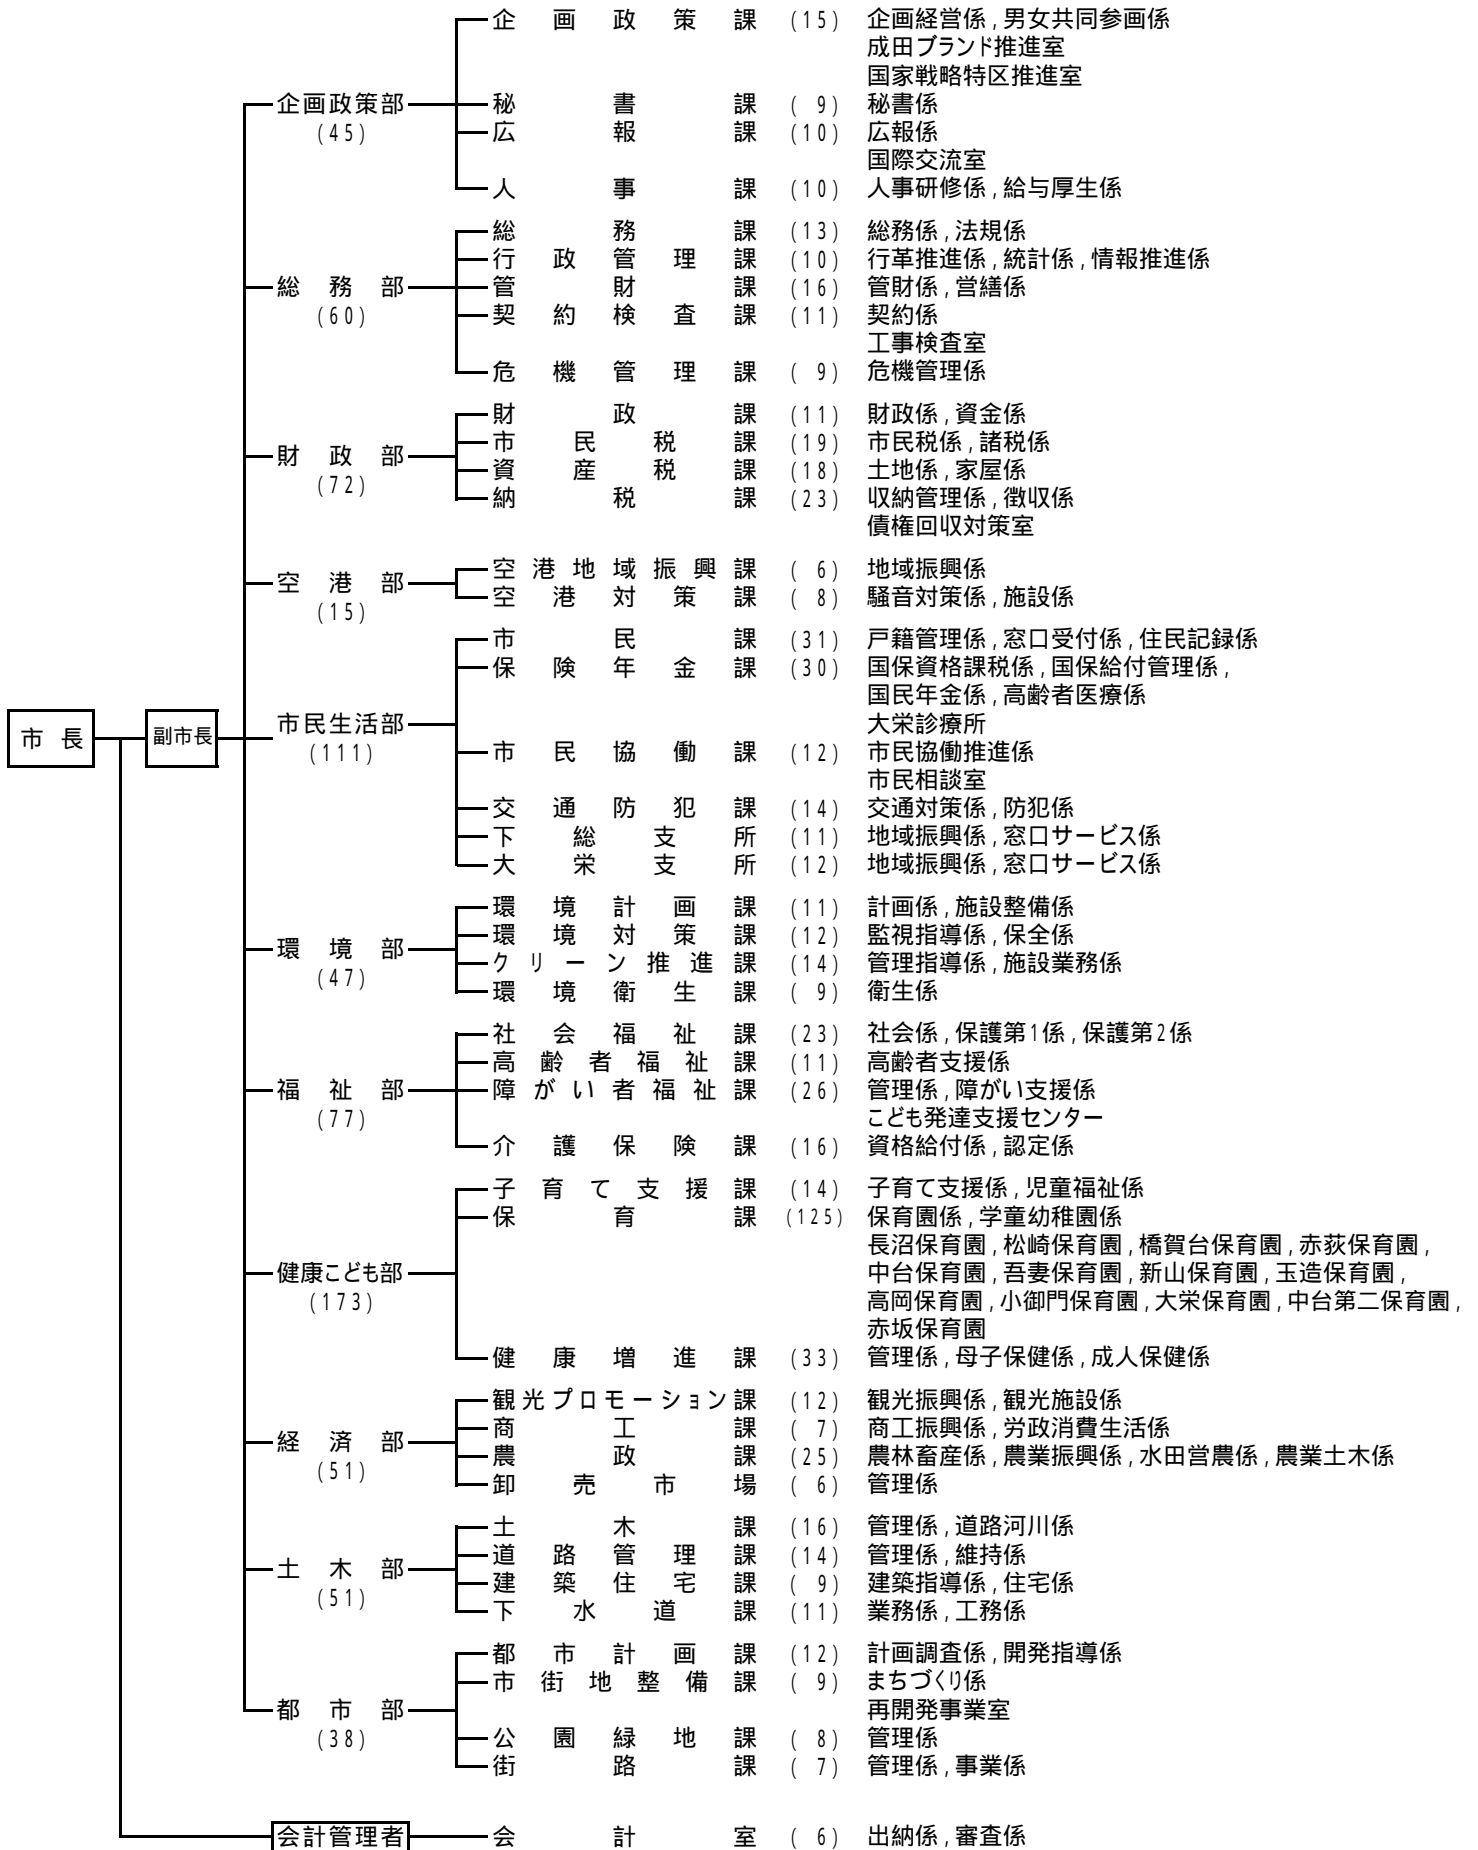 企画政策課 (15) 企画経営係,男女共同参画係
成田ブランド推進室
国家戦略特区推進室
企画政策部 秘書課 ( 9) 秘書係
(45) 広報課 (10) 広報係
国際交流室
人事課 (10) 人事研修係,給与厚生係
総務課 (13) 総務係,法規係
行政管理課 (10) 行革推進係,統計係,情報推進係
総務部 管財課 (16) 管財係,営繕係
(60) 契約検査課 (11) 契約係
工事検査室
危機管理課 ( 9) 危機管理係
財政課 (11) 財政係,資金係
市民税課 (19) 市民税係,諸税係
財政部 資産税課 (18) 土地係,家屋係
(72) 納税課 (23) 収納管理係,徴収係
債権回収対策室
空港部 空港地域振興課 ( 6) 地域振興係
(15) 空港対策課 ( 8) 騒音対策係,施設係
市民課 (31) 戸籍管理係,窓口受付係,住民記録係
保険年金課 (30) 国保資格課税係,国保給付管理係,
国民年金係,高齢者医療係
市民生活部 大栄診療所
市長 副市長 (111) 市民協働課 (12) 市民協働推進係
市民相談室
交通防犯課 (14) 交通対策係,防犯係
下総支所 (11) 地域振興係,窓口サービス係
大栄支所 (12) 地域振興係,窓口サービス係
環境計画課 (11) 計画係,施設整備係
環境部 環境対策課 (12) 監視指導係,保全係
(47) クリーン推進課 (14) 管理指導係,施設業務係
環境衛生課 ( 9) 衛生係
社会福祉課 (23) 社会係,保護第1係,保護第2係
高齢者福祉課 (11) 高齢者支援係
福祉部 障がい者福祉課 (26) 管理係,障がい支援係
(77) こども発達支援センター
介護保険課 (16) 資格給付係,認定係
子育て支援課 (14) 子育て支援係,児童福祉係
保育課 (125) 保育園係,学童幼稚園係
長沼保育園,松崎保育園,橋賀台保育園,赤荻保育園,
健康こども部 中台保育園,吾妻保育園,新山保育園,玉造保育園,
(173) 高岡保育園,小御門保育園,大栄保育園,中台第二保育園,
赤坂保育園
健康増進課 (33) 管理係,母子保健係,成人保健係
観光プロモーション課 (12) 観光振興係,観光施設係
商工課 ( 7) 商工振興係,労政消費生活係
経済部 農政課 (25) 農林畜産係,農業振興係,水田営農係,農業土木係
(51) 卸売市場 ( 6) 管理係
土木課 (16) 管理係,道路河川係
土木部 道路管理課 (14) 管理係,維持係
(51) 建築住宅課 ( 9) 建築指導係,住宅係
下水道課 (11) 業務係,工務係
都市計画課 (12) 計画調査係,開発指導係
市街地整備課 ( 9) まちづくり係
都市部 再開発事業室
(38) 公園緑地課 ( 8) 管理係
街路課 ( 7) 管理係,事業係
会計管理者 会計室 ( 6) 出納係,審査係